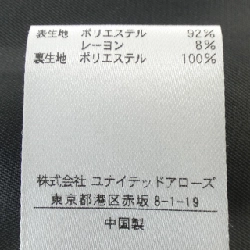 表生地 ポリエステル 92%
レーヨン 8%
裏生地 ポリエステル 100%
株式会社 ユナイテッドアローズ
東京都港区赤坂 8-1-19
中国製